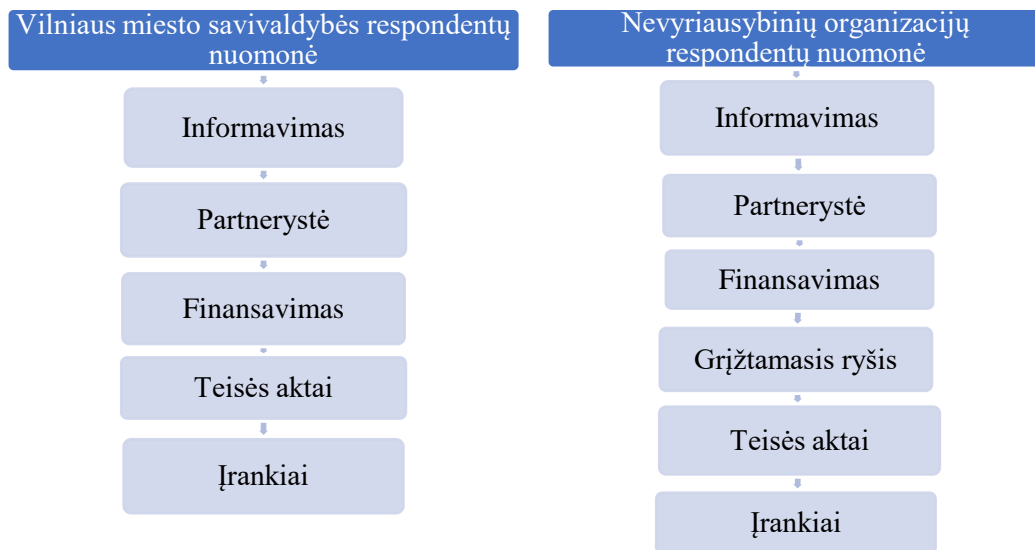 Vilniaus miesto savivaldybės respondentų
nuomonė
Informavimas
Partnerystė
Finansavimas
Teisės aktai
Įrankiai
Nevyriausybinių organizacijų
respondentų nuomonė
Informavimas
Partnerystė
Finansavimas
Grįžtamasis ryšis
Teisės aktai
Įrankiai